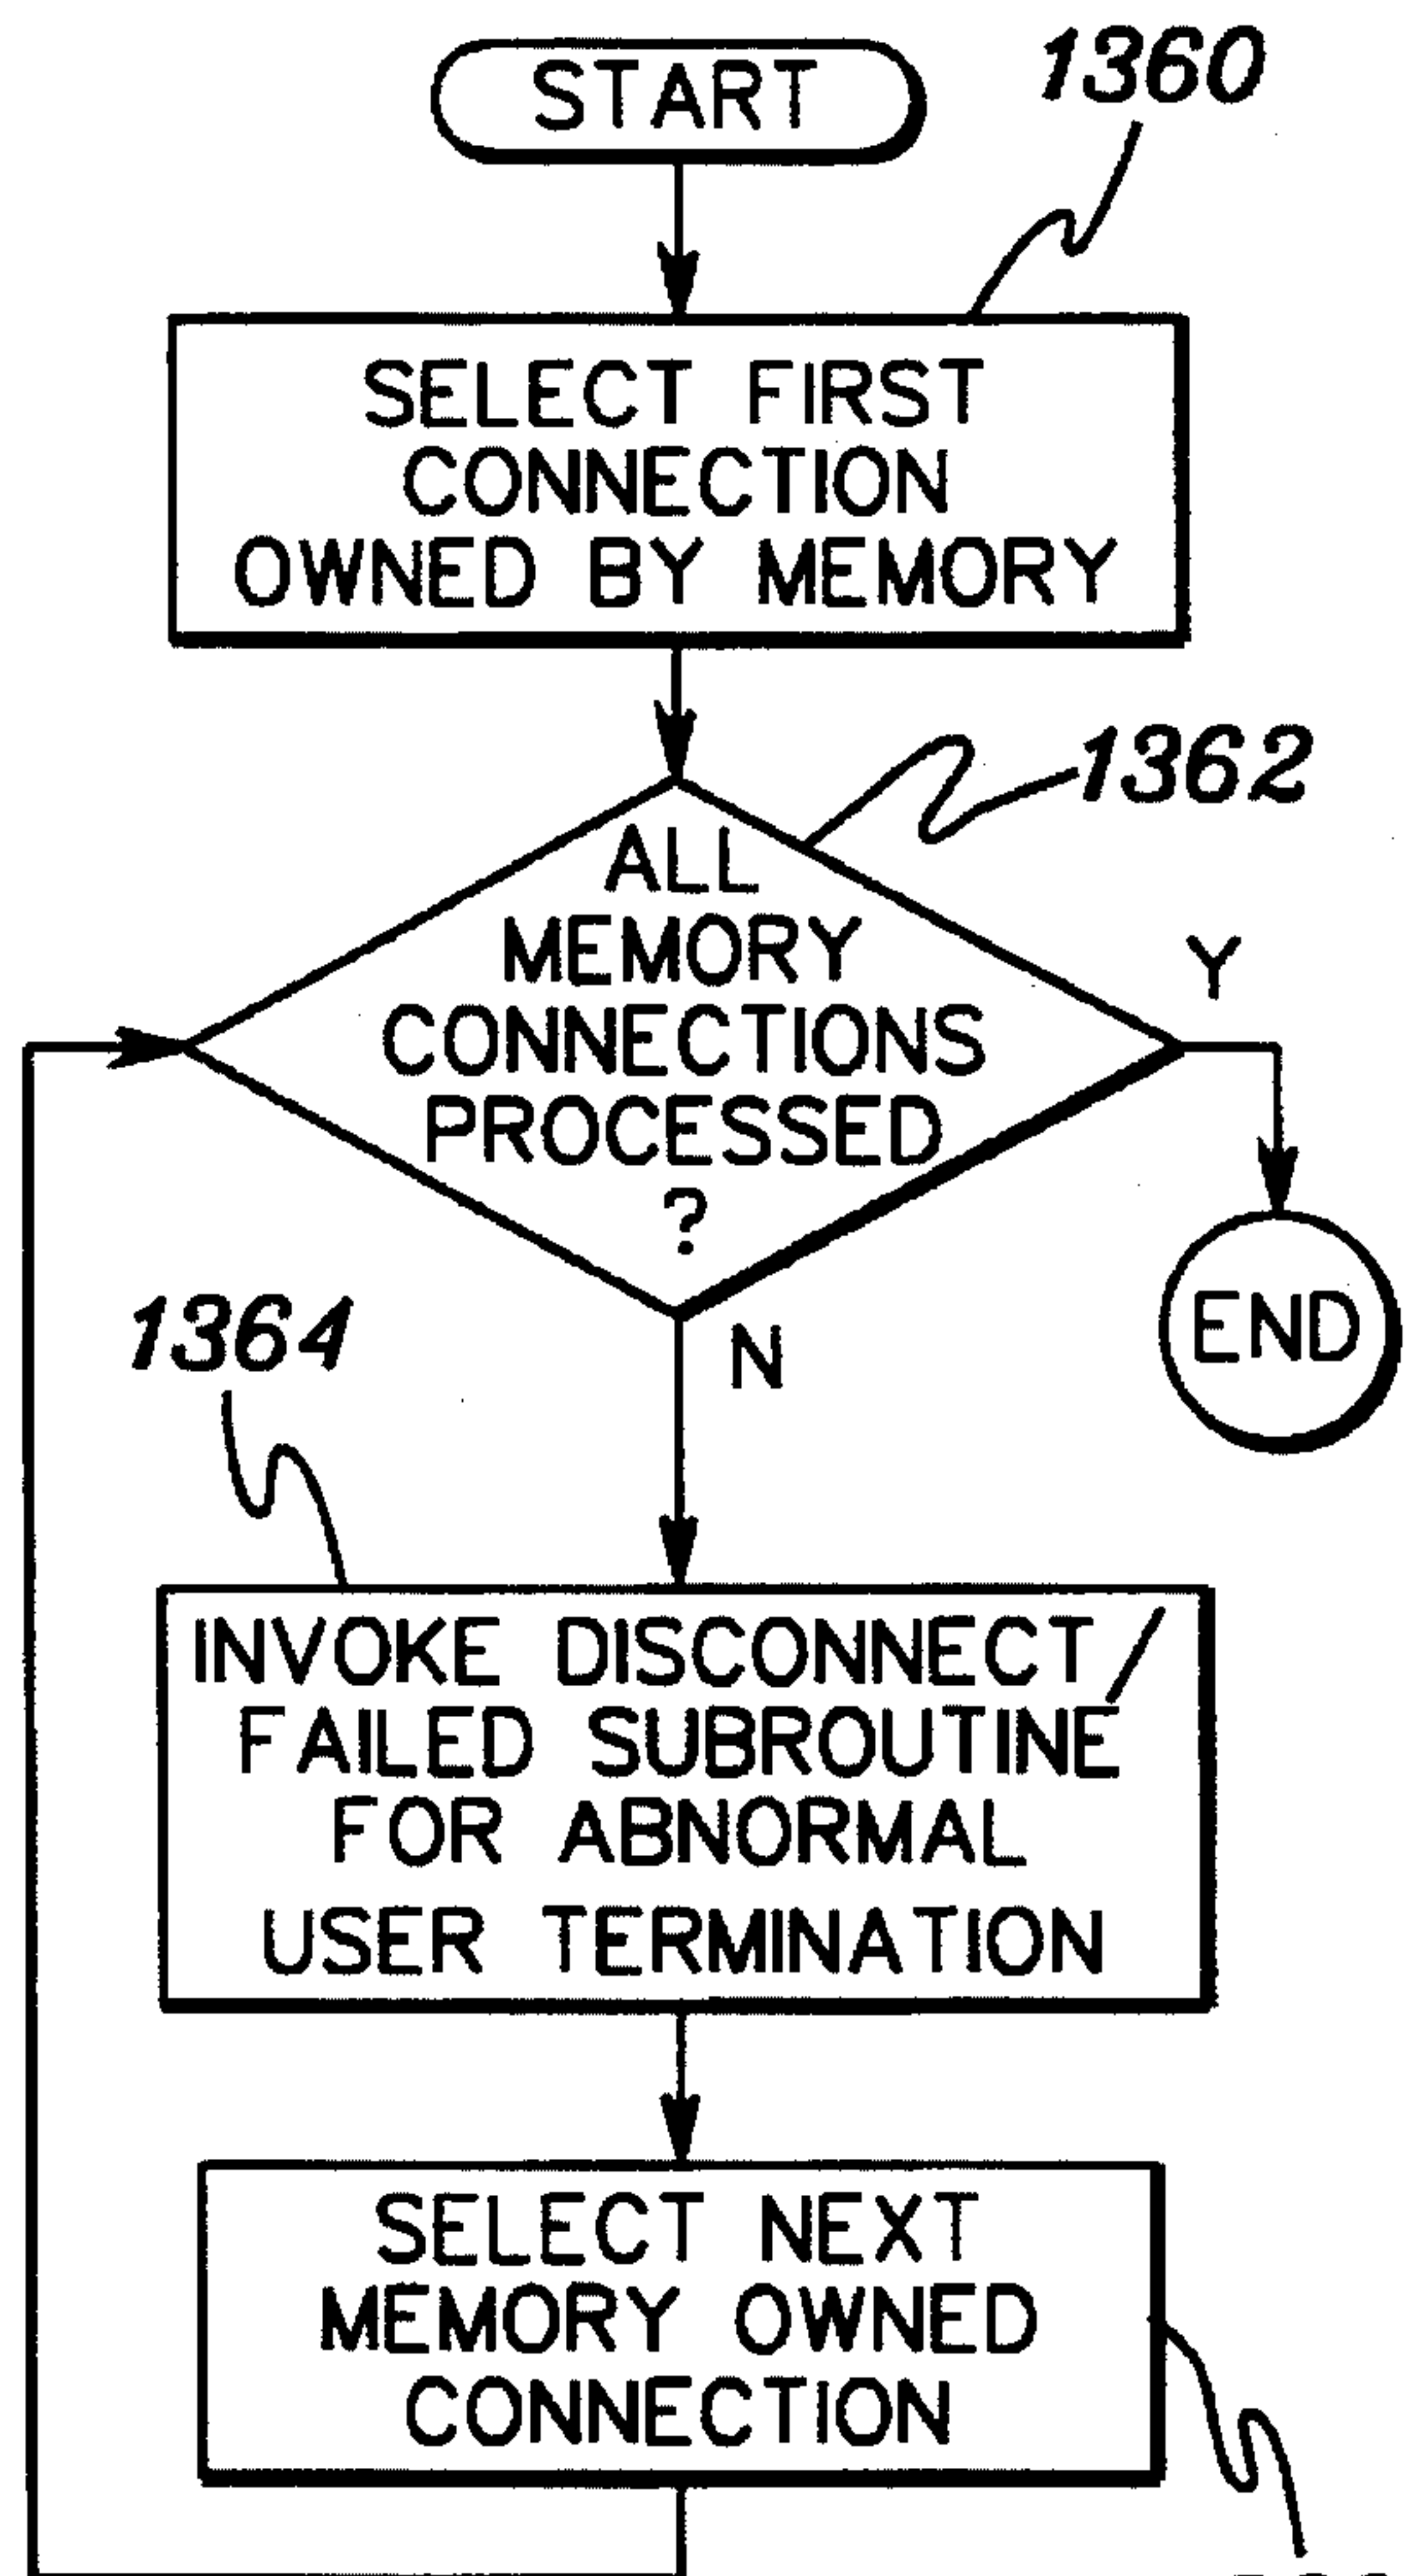 START
1360
SELECT FIRST
CONNECTION
OWNED BY MEMORY
1362
ALL
MEMORY
CONNECTIONS
PROCESSED
?
Y
END
N
1364
INVOKE DISCONNECT/
FAILED SUBROUTINE
FOR ABNORMAL
USER TERMINATION
SELECT NEXT
MEMORY OWNED
CONNECTION